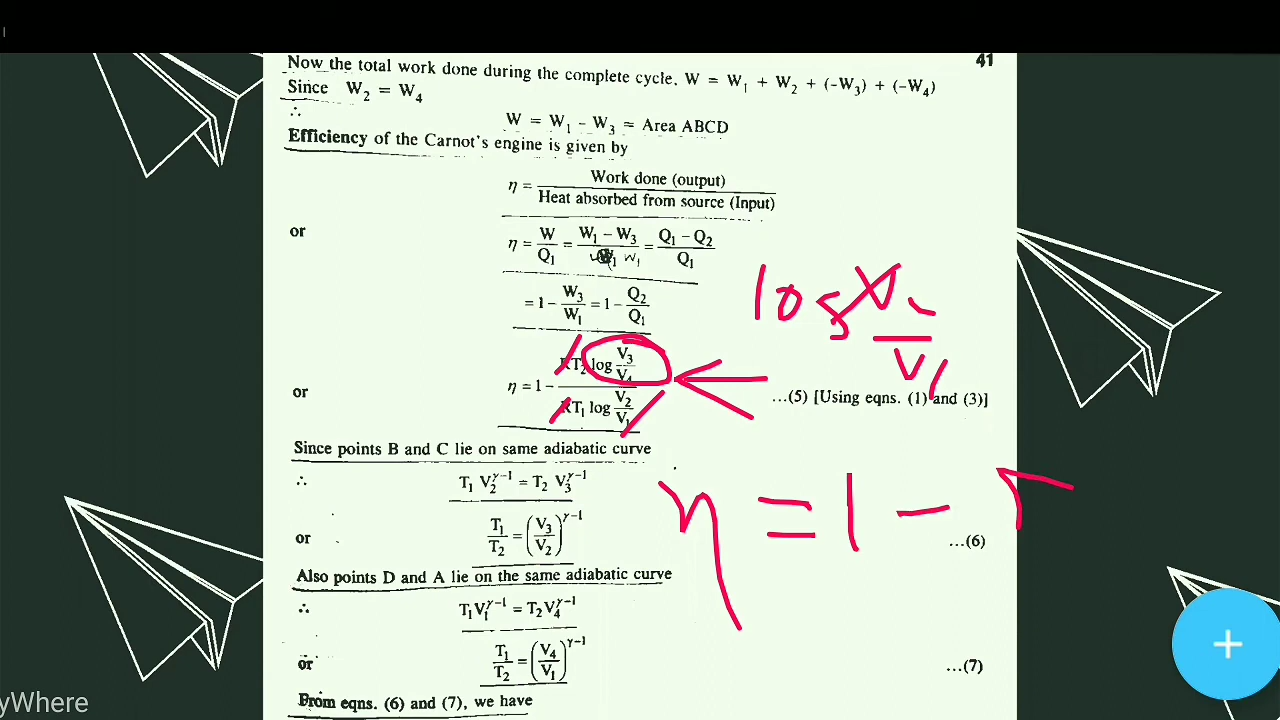 41
Now the total work done during the complete cycle, W = W₁ + W₂ + (-W₃) + (-W₄)
Since W₂ = W₄
∴ W = W₁ − W₃ = Area ABCD
Efficiency of the Carnot's engine is given by
η = Work done (output) / Heat absorbed from source (Input)
or η = W/Q₁ = (W₁ − W₃)/W₁ = (Q₁ − Q₂)/Q₁
= 1 − W₃/W₁ = 1 − Q₂/Q₁
log V₂/V₁
or η = 1 − (RT₂ log V₃/V₄)/(RT₁ log V₂/V₁) ...(5) [Using eqns. (1) and (3)]
Since points B and C lie on same adiabatic curve
∴ T₁ V₂^γ−1 = T₂ V₃^γ−1
η = 1 −
or T₁/T₂ = (V₃/V₂)^γ−1 ...(6)
Also points D and A lie on the same adiabatic curve
∴ T₁V₁^γ−1 = T₂V₄^γ−1
or T₁/T₂ = (V₄/V₁)^γ−1 ...(7)
From eqns. (6) and (7), we have
+
yWhere